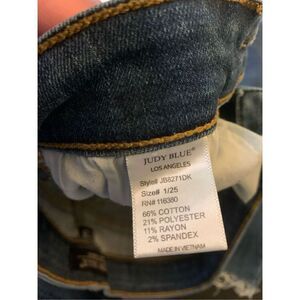 JUDY BLUE®
LOS ANGELES
Style# JB8271DK
Size# 1/25
RN# 116380
66% COTTON
21% POLYESTER
11% RAYON
2% SPANDEX
MADE IN VIETNAM